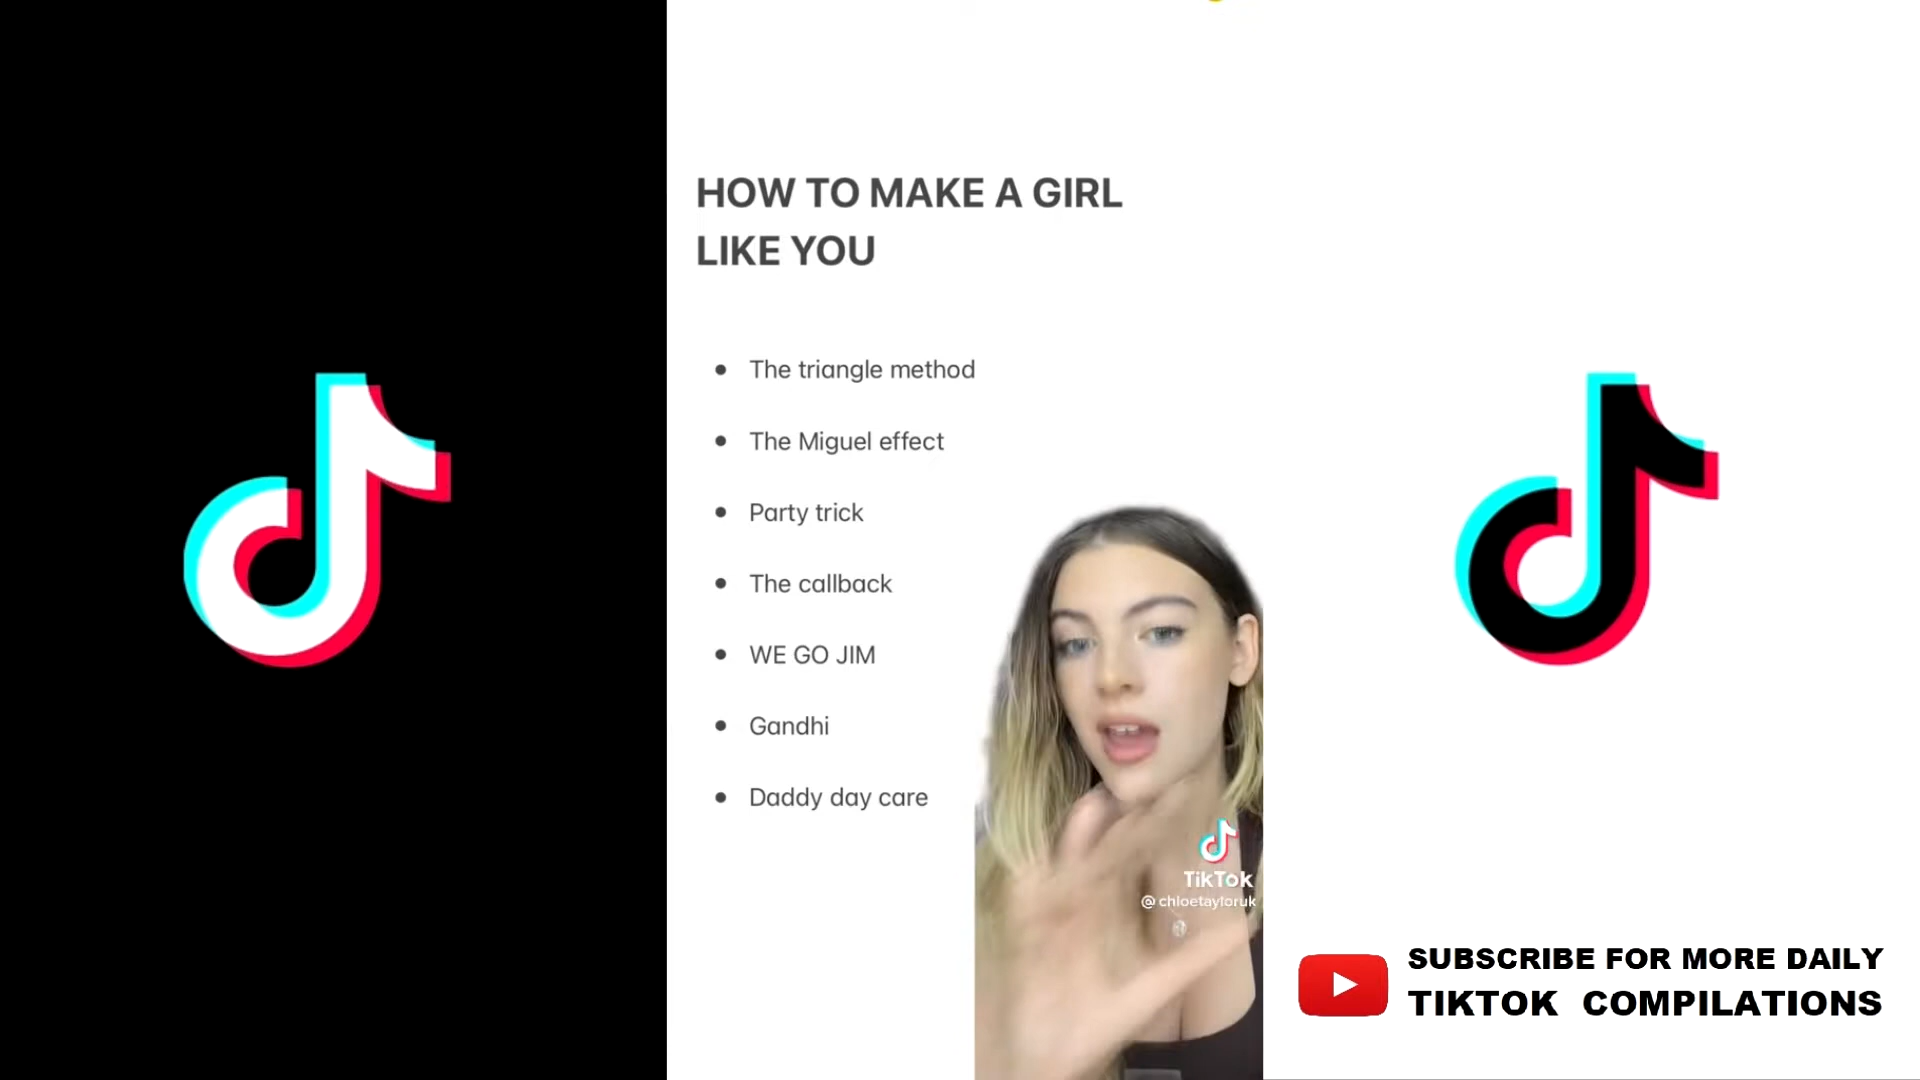 HOW TO MAKE A GIRL
LIKE YOU
The triangle method
The Miguel effect
Party trick
The callback
WE GO JIM
Gandhi
Daddy day care
TikTok
@chloetayloruk
SUBSCRIBE FOR MORE DAILY
TIKTOK COMPILATIONS